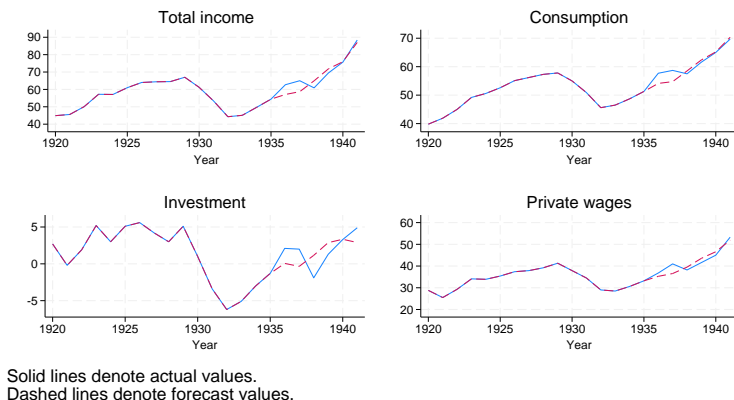 Total income
90
80
70
60
50
40
1920 1925 1930 1935 1940
Year
Consumption
70
60
50
40
1920 1925 1930 1935 1940
Year
Investment
5
0
-5
1920 1925 1930 1935 1940
Year
Private wages
60
50
40
30
20
1920 1925 1930 1935 1940
Year
Solid lines denote actual values.
Dashed lines denote forecast values.